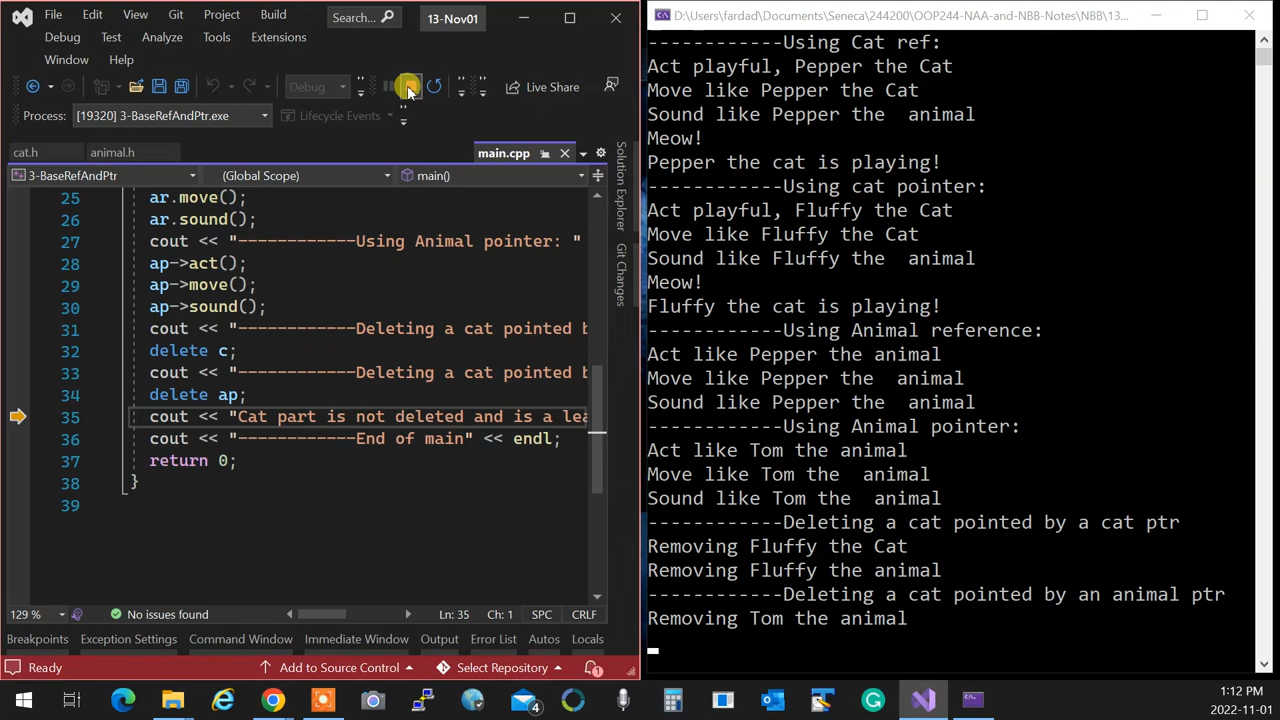 File Edit View Git Project Build
Search...
13-Nov01
Debug Test Analyze Tools Extensions
Window Help
Debug
Live Share
Process: [19320] 3-BaseRefAndPtr.exe
Lifecycle Events
cat.h animal.h main.cpp
3-BaseRefAndPtr (Global Scope) main()
25 ar.move();
26 ar.sound();
27 cout << "------------Using Animal pointer: "
28 ap->act();
29 ap->move();
30 ap->sound();
31 cout << "------------Deleting a cat pointed b
32 delete c;
33 cout << "------------Deleting a cat pointed b
34 delete ap;
35 cout << "Cat part is not deleted and is a lea
36 cout << "------------End of main" << endl;
37 return 0;
38 }
39
Solution Explorer
Git Changes
129 % No issues found Ln: 35 Ch: 1 SPC CRLF
Breakpoints Exception Settings Command Window Immediate Window Output Error List Autos Locals
Ready Add to Source Control Select Repository 1
D:\Users\fardad\Documents\Seneca\244200\OOP244-NAA-and-NBB-Notes\NBB\13...
------------Using Cat ref:
Act playful, Pepper the Cat
Move like Pepper the Cat
Sound like Pepper the  animal
Meow!
Pepper the cat is playing!
------------Using cat pointer:
Act playful, Fluffy the Cat
Move like Fluffy the Cat
Sound like Fluffy the  animal
Meow!
Fluffy the cat is playing!
------------Using Animal reference:
Act like Pepper the animal
Move like Pepper the  animal
Sound like Pepper the  animal
------------Using Animal pointer:
Act like Tom the animal
Move like Tom the  animal
Sound like Tom the  animal
------------Deleting a cat pointed by a cat ptr
Removing Fluffy the Cat
Removing Fluffy the animal
------------Deleting a cat pointed by an animal ptr
Removing Tom the animal
4
1:12 PM
2022-11-01